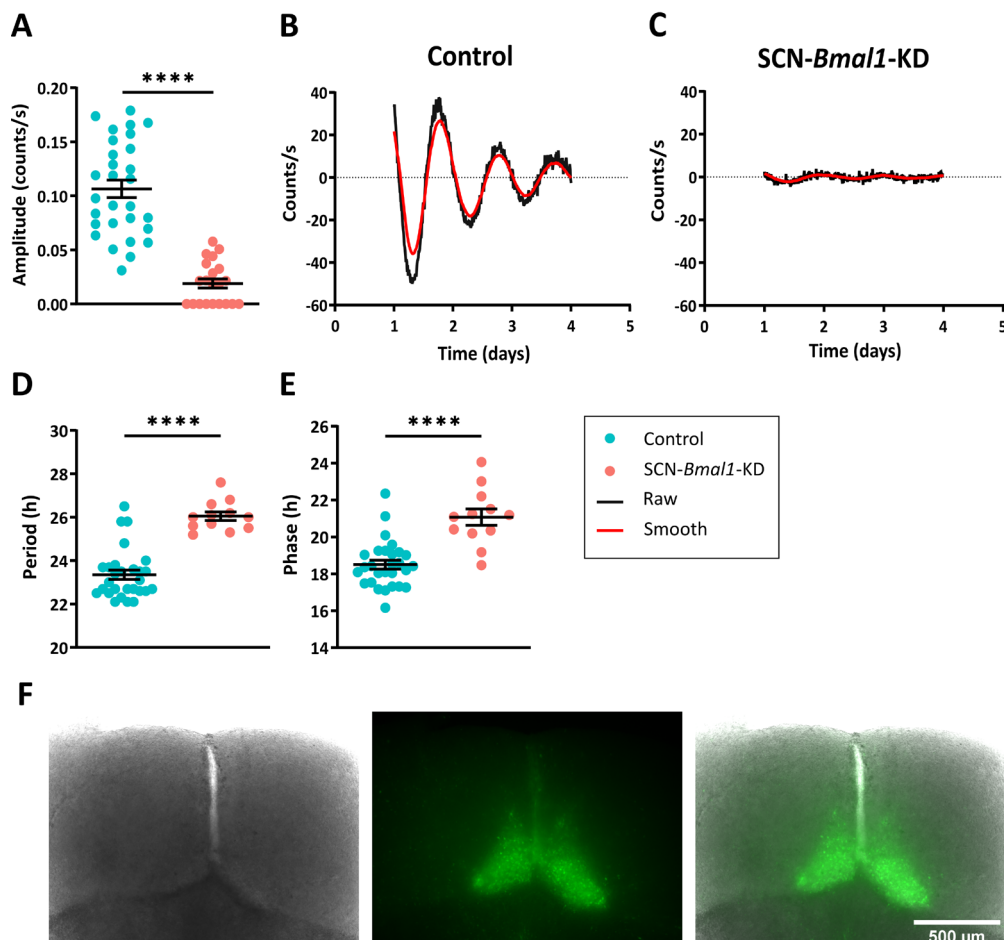 A
****
Amplitude (counts/s)
0.20
0.15
0.10
0.05
0.00
B
Control
Counts/s
40
20
0
-20
-40
-60
0 1 2 3 4 5
Time (days)
C
SCN-Bmal1-KD
Counts/s
40
20
0
-20
-40
-60
0 1 2 3 4 5
Time (days)
D
****
Period (h)
30
28
26
24
22
20
E
****
Phase (h)
26
24
22
20
18
16
14
Control
SCN-Bmal1-KD
Raw
Smooth
F
500 µm